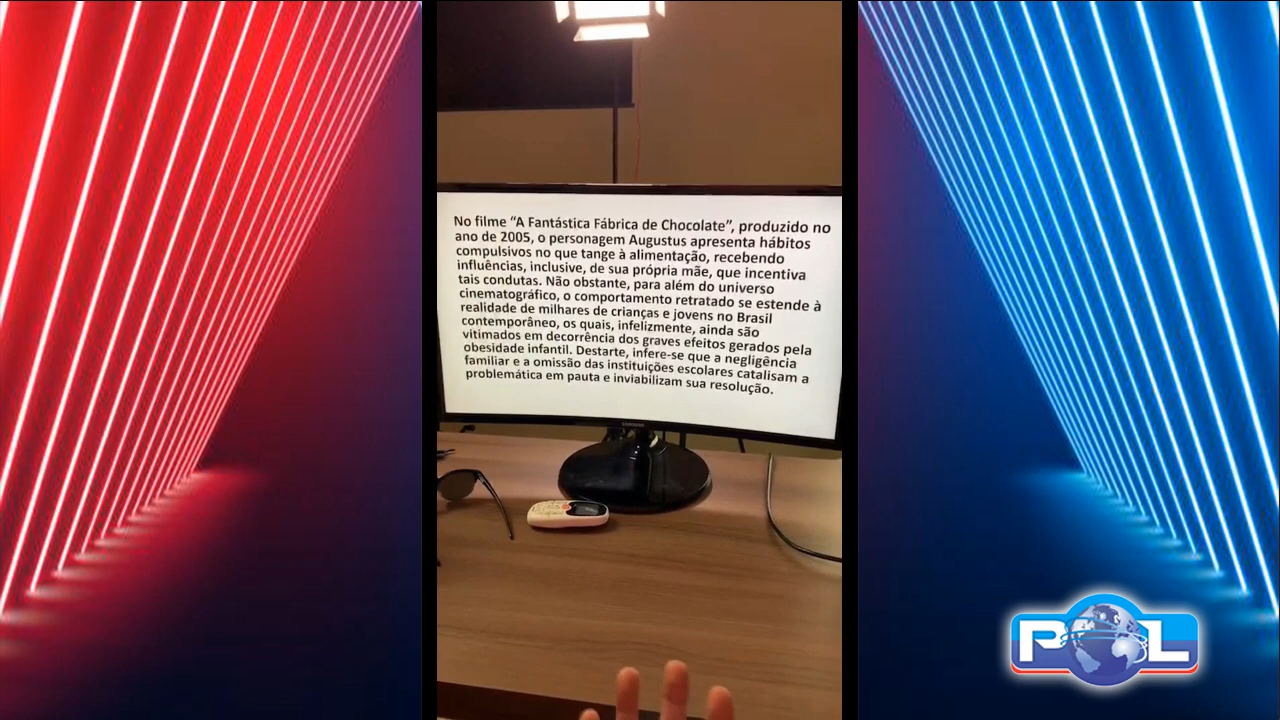 No filme “A Fantástica Fábrica de Chocolate”, produzido no
ano de 2005, o personagem Augustus apresenta hábitos
compulsivos no que tange à alimentação, recebendo
influências, inclusive, de sua própria mãe, que incentiva
tais condutas. Não obstante, para além do universo
cinematográfico, o comportamento retratado se estende à
realidade de milhares de crianças e jovens no Brasil
contemporâneo, os quais, infelizmente, ainda são
vitimados em decorrência dos graves efeitos gerados pela
obesidade infantil. Destarte, infere-se que a negligência
familiar e a omissão das instituições escolares catalisam a
problemática em pauta e inviabilizam sua resolução.
SAMSUNG
POL